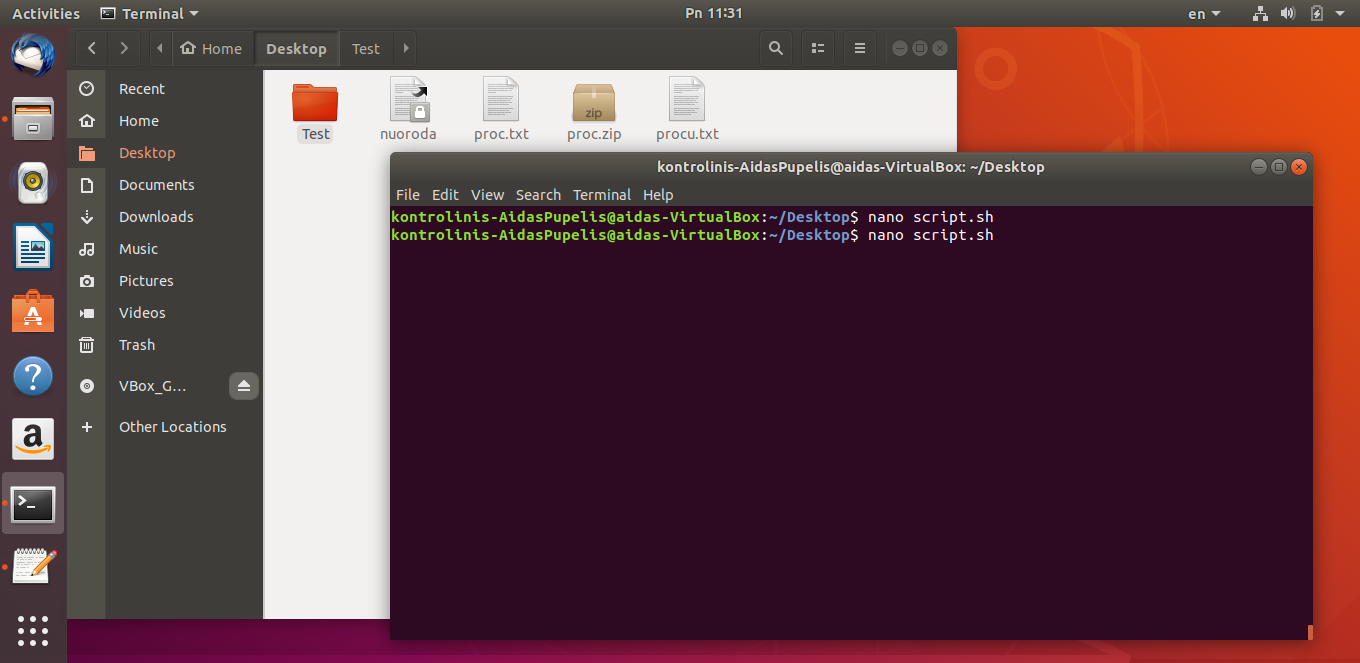 Activities Terminal Pn 11:31 en
Home Desktop Test
Recent
Home
Desktop
Documents
Downloads
Music
Pictures
Videos
Trash
VBox_G…
Other Locations
Test nuoroda proc.txt proc.zip procu.txt
zip
kontrolinis-AidasPupelis@aidas-VirtualBox: ~/Desktop
File Edit View Search Terminal Help
kontrolinis-AidasPupelis@aidas-VirtualBox:~/Desktop$ nano script.sh
kontrolinis-AidasPupelis@aidas-VirtualBox:~/Desktop$ nano script.sh